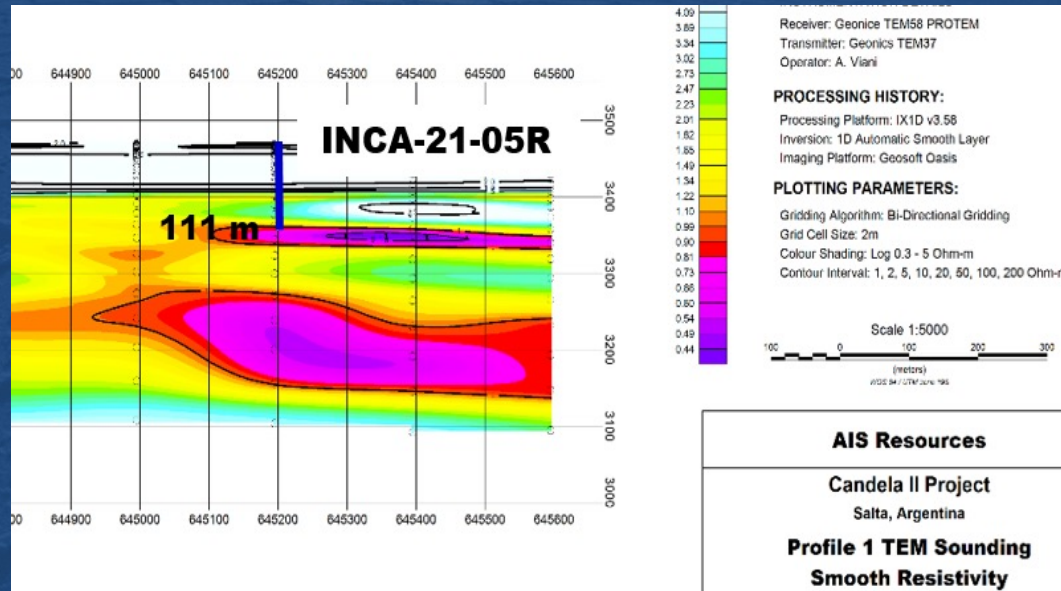 644900 645000 645100 645200 645300 645400 645500 645600
INCA-21-05R
111 m
3500
3400
3300
3200
3100
3000
644900 645000 645100 645200 645300 645400 645500 645600
4.09
3.69
3.34
3.02
2.73
2.47
2.23
2.01
1.82
1.65
1.49
1.34
1.22
1.10
0.99
0.90
0.81
0.73
0.66
0.60
0.54
0.49
0.44
Receiver: Geonice TEM58 PROTEM
Transmitter: Geonics TEM37
Operator: A. Viani
PROCESSING HISTORY:
Processing Platform: IX1D v3.58
Inversion: 1D Automatic Smooth Layer
Imaging Platform: Geosoft Oasis
PLOTTING PARAMETERS:
Gridding Algorithm: Bi-Directional Gridding
Grid Cell Size: 2m
Colour Shading: Log 0.3 - 5 Ohm-m
Contour Interval: 1, 2, 5, 10, 20, 50, 100, 200 Ohm-m
Scale 1:5000
100 0 100 200 300
(meters)
AIS Resources
Candela II Project
Salta, Argentina
Profile 1 TEM Sounding
Smooth Resistivity